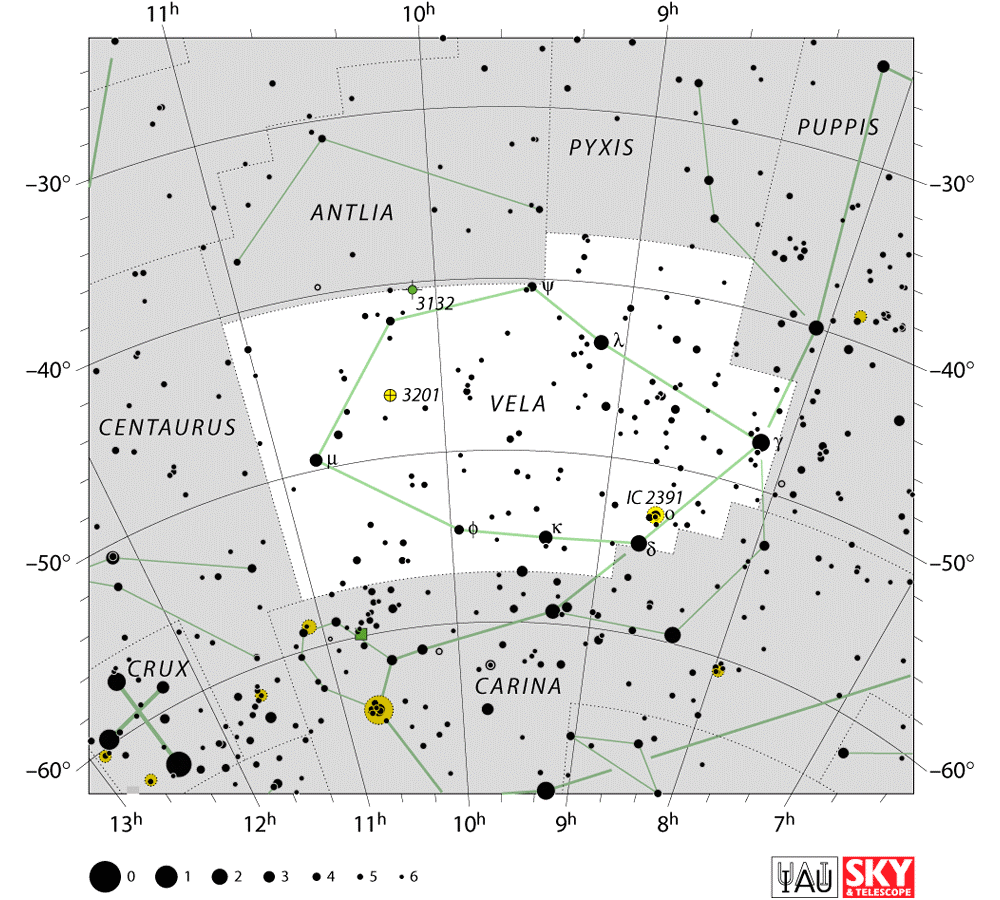 11h 10h 9h
PUPPIS
PYXIS
–30° –30°
ANTLIA
ψ
3132
λ
–40° –40°
3201
VELA
CENTAURUS
γ
μ
IC 2391
ο
φ κ
δ
–50° –50°
CRUX
CARINA
–60° –60°
13h 12h 11h 10h 9h 8h 7h
0 1 2 3 4 5 6
IAU
SKY
& TELESCOPE